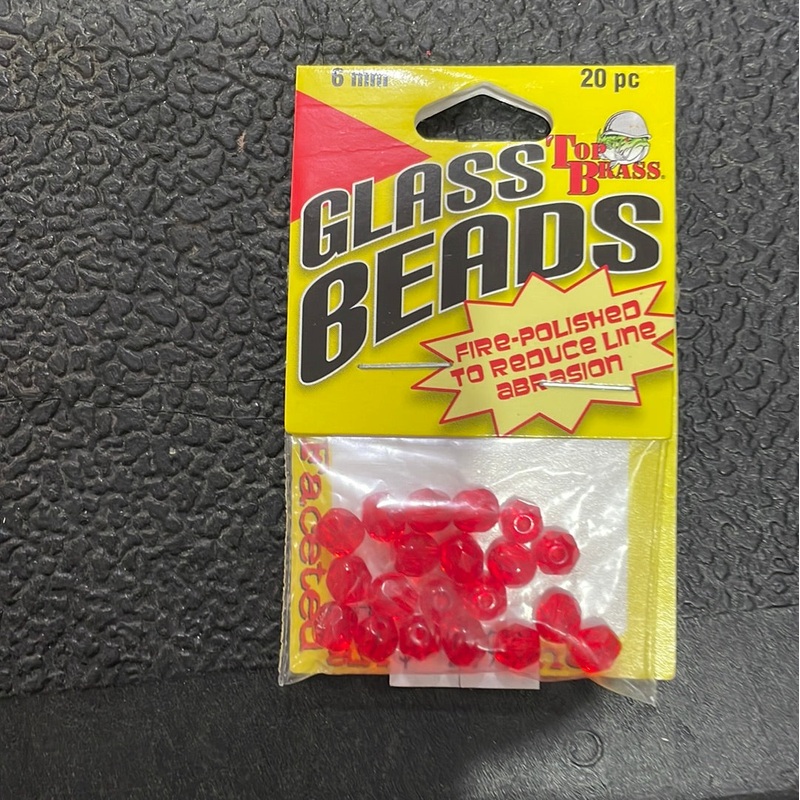 6 mm
20 pc
TOP
BRASS
GLASS
BEADS
FIRE-POLISHED
TO REDUCE LINE
ABRASION
Faceted